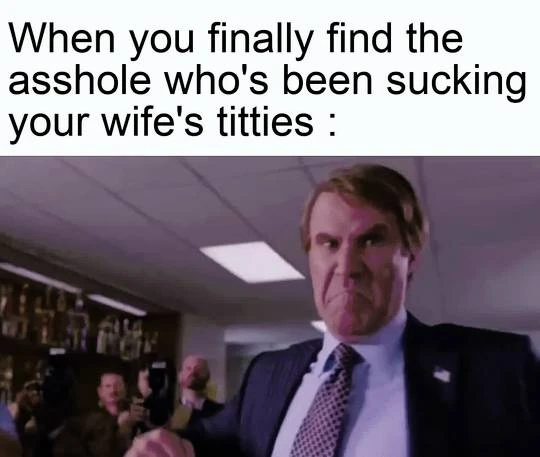 When you finally find the
asshole who's been sucking
your wife's titties :